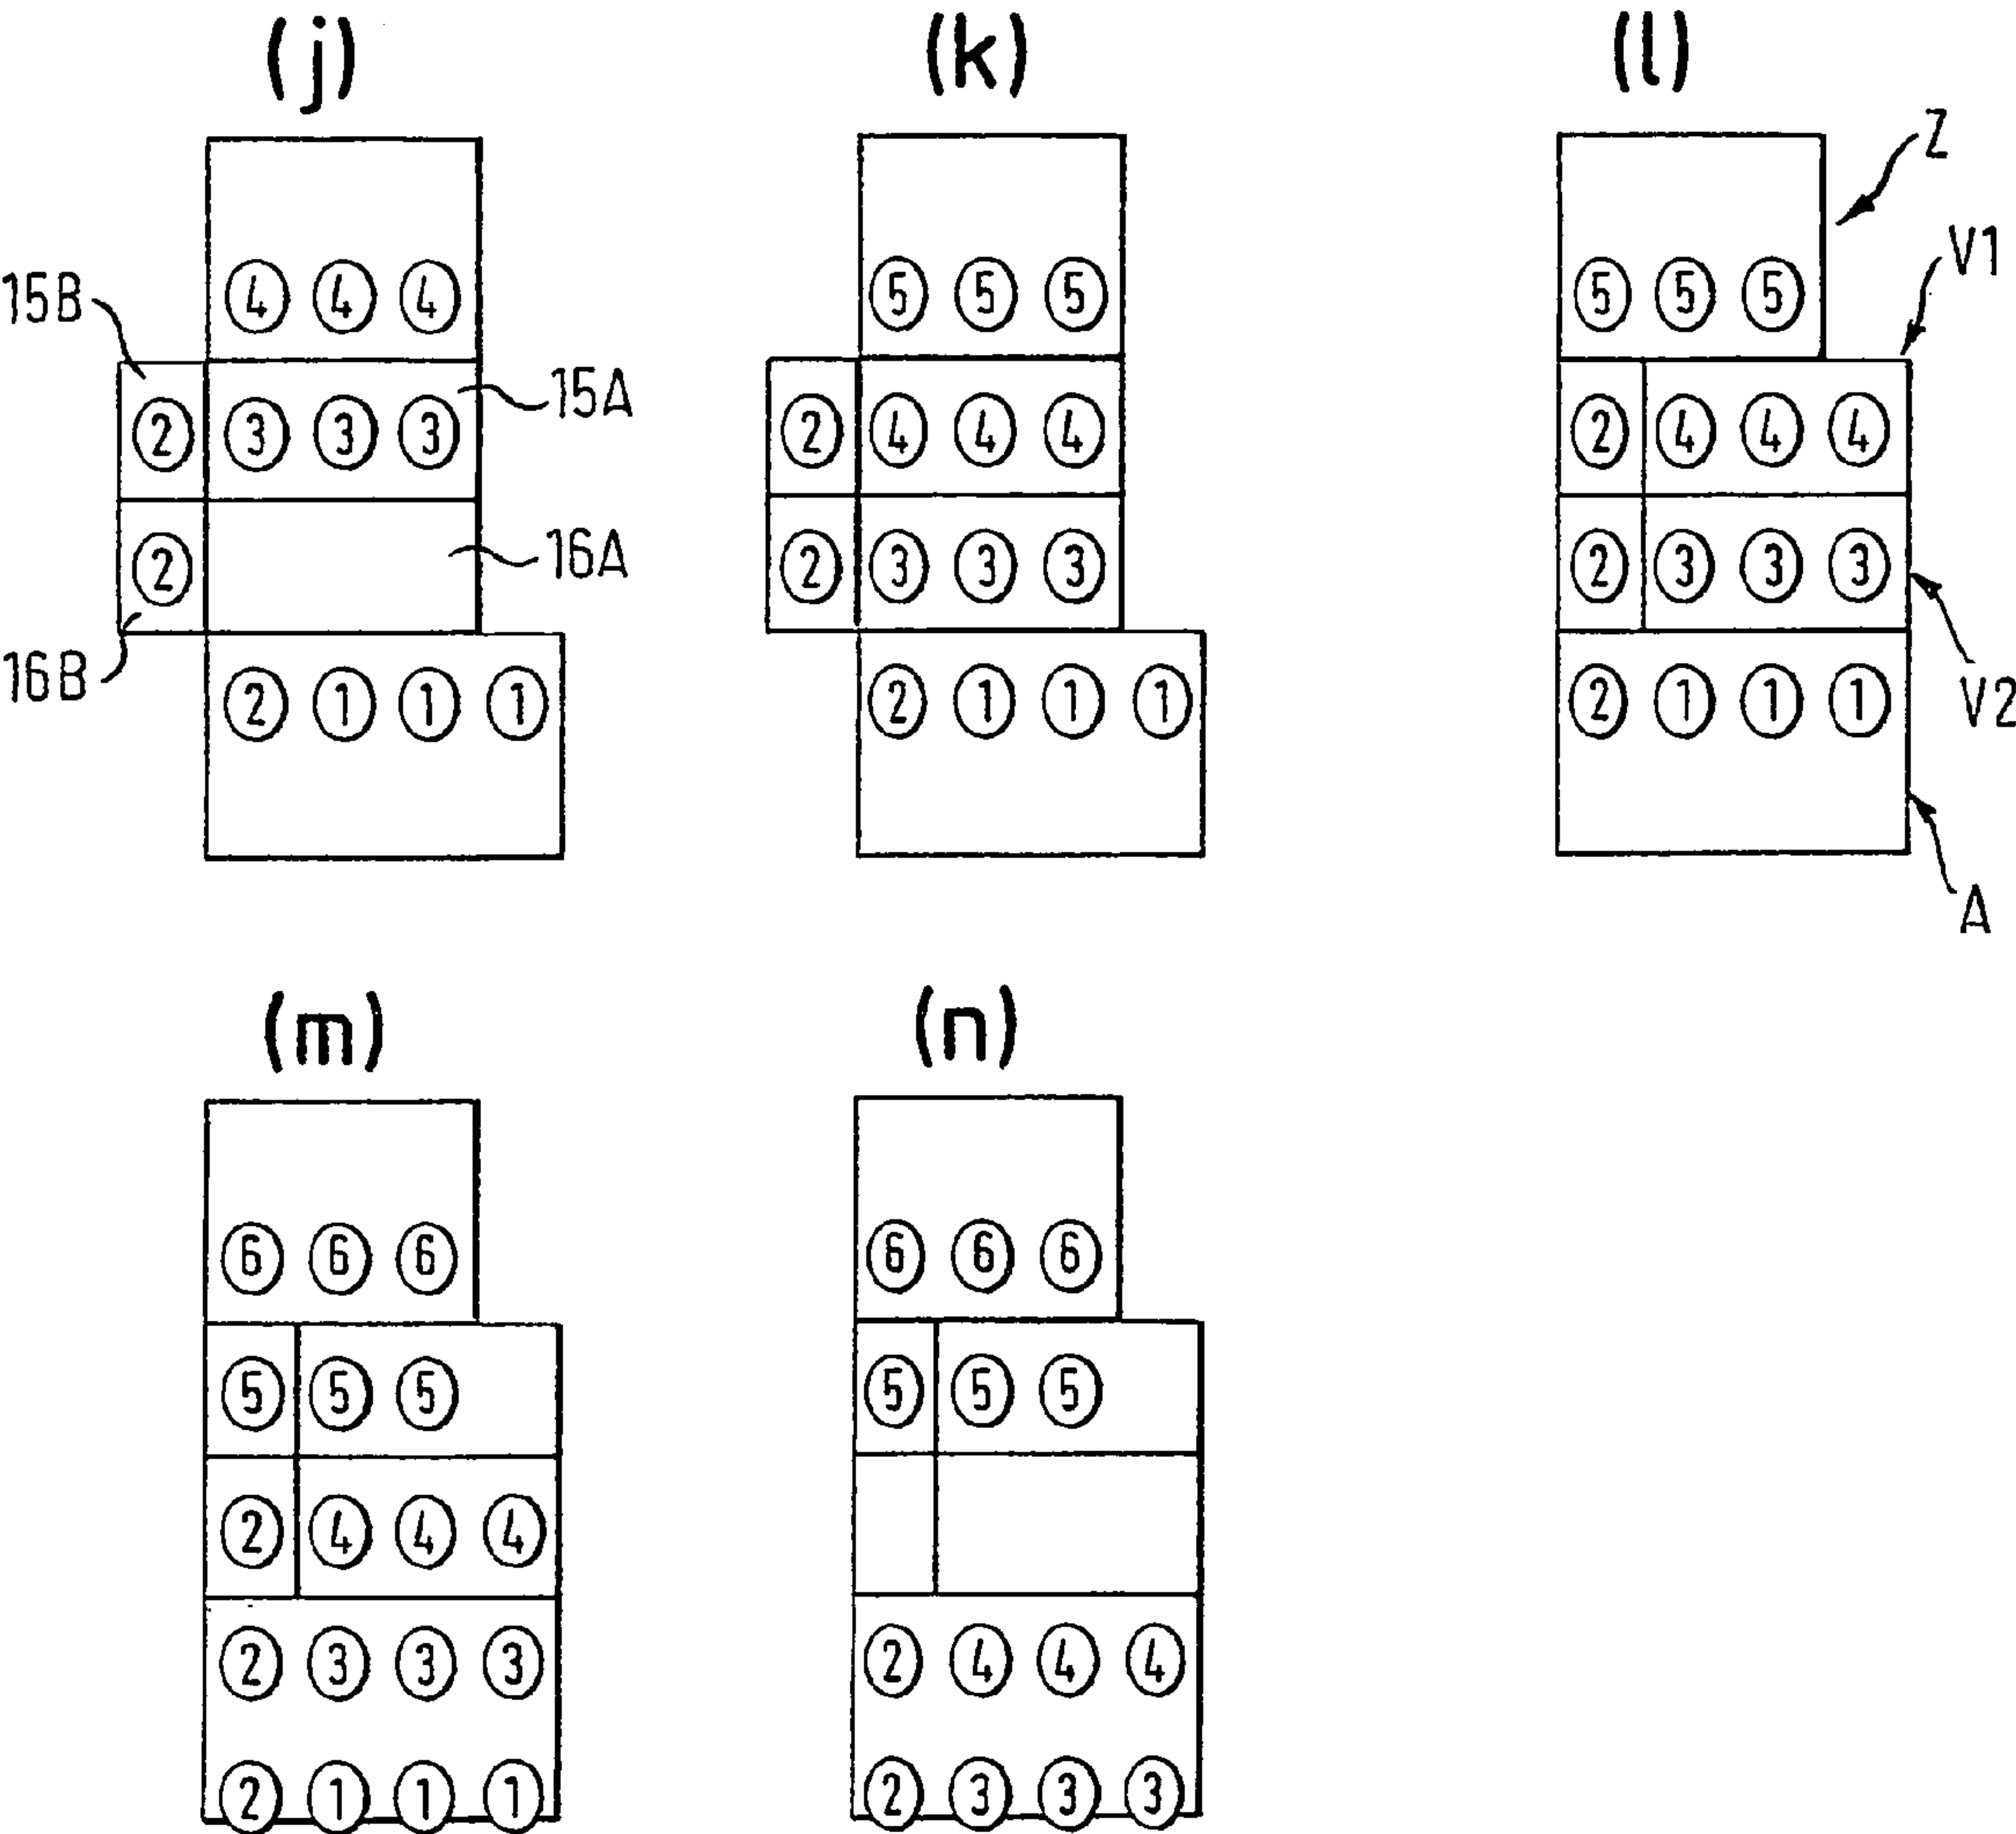 (j) (k) (l)
Z
V1
4 4 4 5 5 5 5 5 5
15B
15A
2 3 3 3 2 4 4 4 2 4 4 4
16A
2 2 3 3 3 2 3 3 3
16B
V2
2 1 1 1 2 1 1 1 2 1 1 1
A
(m) (n)
6 6 6 6 6 6
5 5 5 5 5 5
2 4 4 4
2 3 3 3 2 4 4 4
2 1 1 1 2 3 3 3